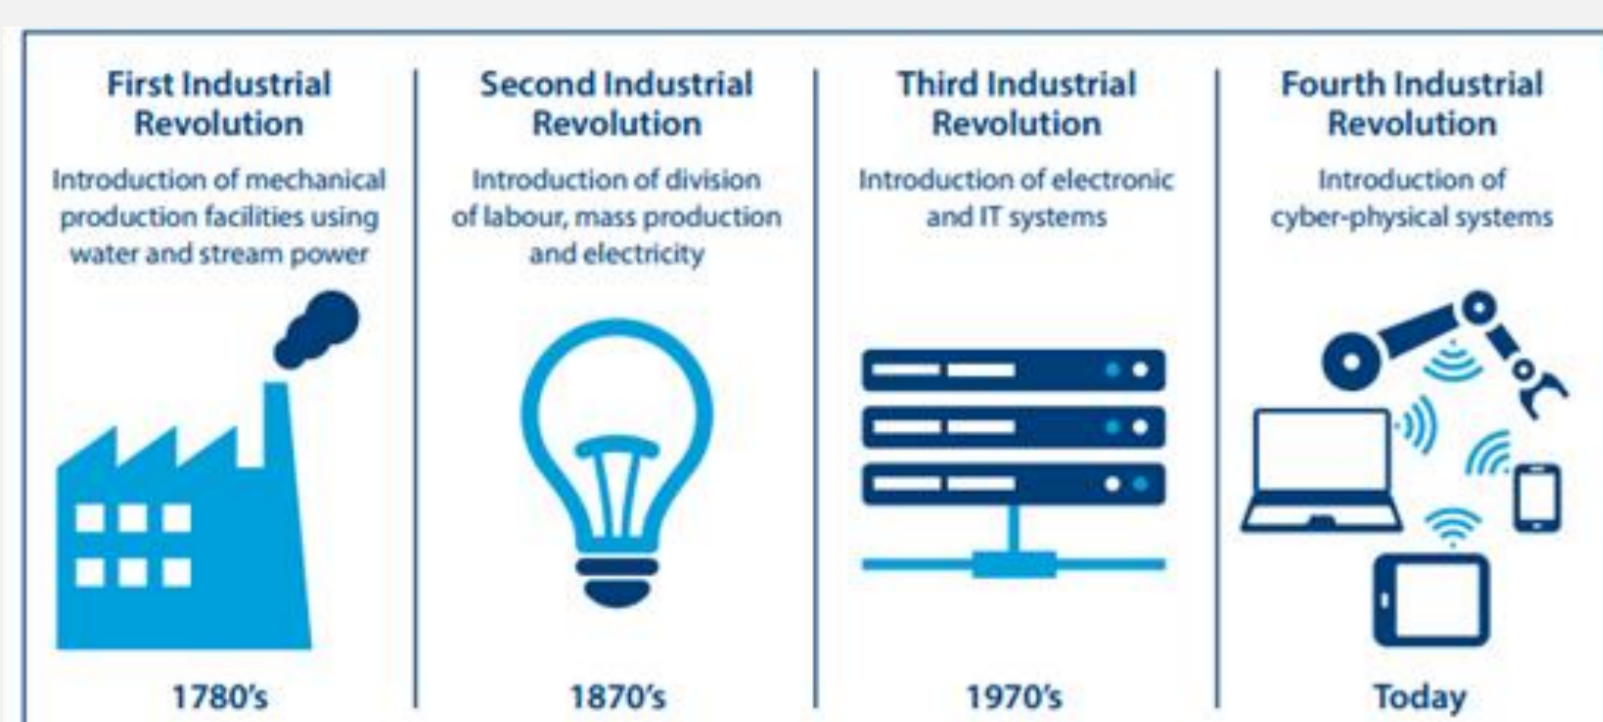 First Industrial
Revolution
Introduction of mechanical
production facilities using
water and stream power
1780's
Second Industrial
Revolution
Introduction of division
of labour, mass production
and electricity
1870's
Third Industrial
Revolution
Introduction of electronic
and IT systems
1970's
Fourth Industrial
Revolution
Introduction of
cyber-physical systems
Today